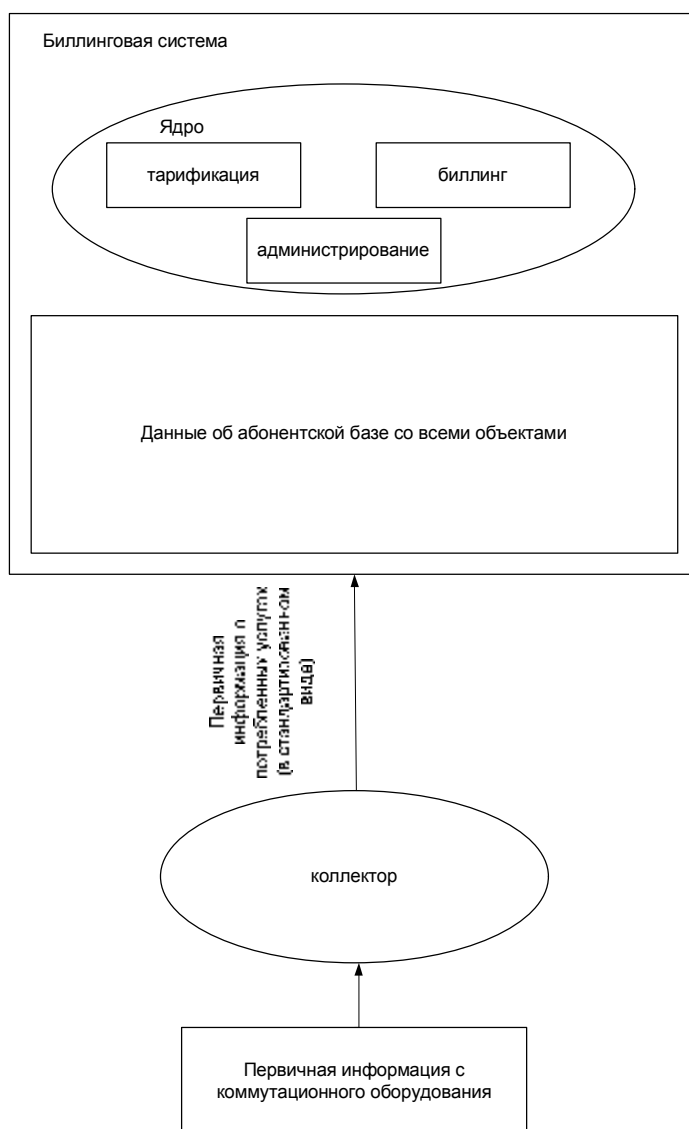 Биллинговая система
Ядро
тарификация
биллинг
администрирование
Данные об абонентской базе со всеми объектами
Первичная
информация о
потребленных услугах
(в стандартизованном
виде)
коллектор
Первичная информация с
коммутационного оборудования